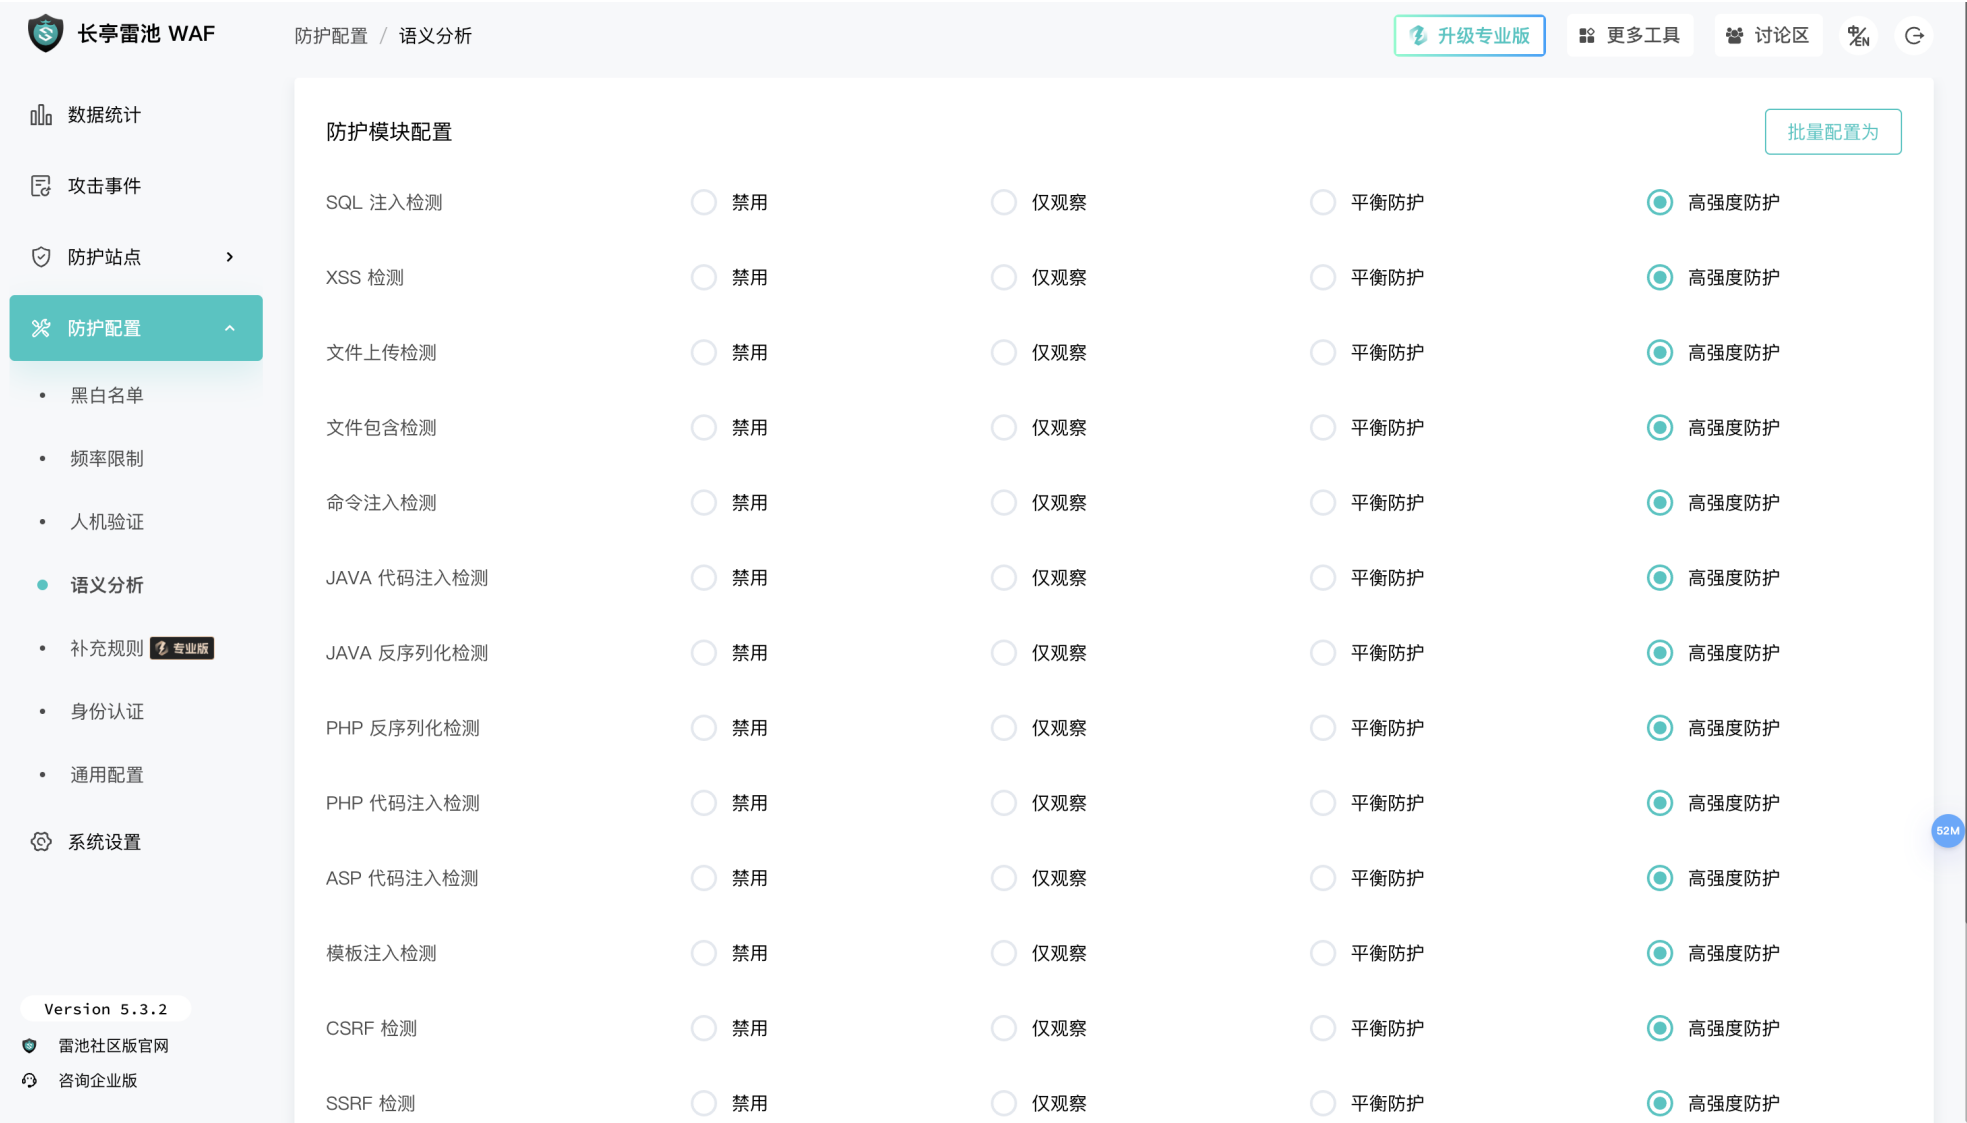 长亭雷池 WAF
防护配置 / 语义分析
升级专业版
更多工具
讨论区
中/EN
数据统计
攻击事件
防护站点
防护配置
黑白名单
频率限制
人机验证
语义分析
补充规则 专业版
身份认证
通用配置
系统设置
Version 5.3.2
雷池社区版官网
咨询企业版
防护模块配置
批量配置为
SQL 注入检测 禁用 仅观察 平衡防护 高强度防护
XSS 检测 禁用 仅观察 平衡防护 高强度防护
文件上传检测 禁用 仅观察 平衡防护 高强度防护
文件包含检测 禁用 仅观察 平衡防护 高强度防护
命令注入检测 禁用 仅观察 平衡防护 高强度防护
JAVA 代码注入检测 禁用 仅观察 平衡防护 高强度防护
JAVA 反序列化检测 禁用 仅观察 平衡防护 高强度防护
PHP 反序列化检测 禁用 仅观察 平衡防护 高强度防护
PHP 代码注入检测 禁用 仅观察 平衡防护 高强度防护
ASP 代码注入检测 禁用 仅观察 平衡防护 高强度防护
模板注入检测 禁用 仅观察 平衡防护 高强度防护
CSRF 检测 禁用 仅观察 平衡防护 高强度防护
SSRF 检测 禁用 仅观察 平衡防护 高强度防护
52M